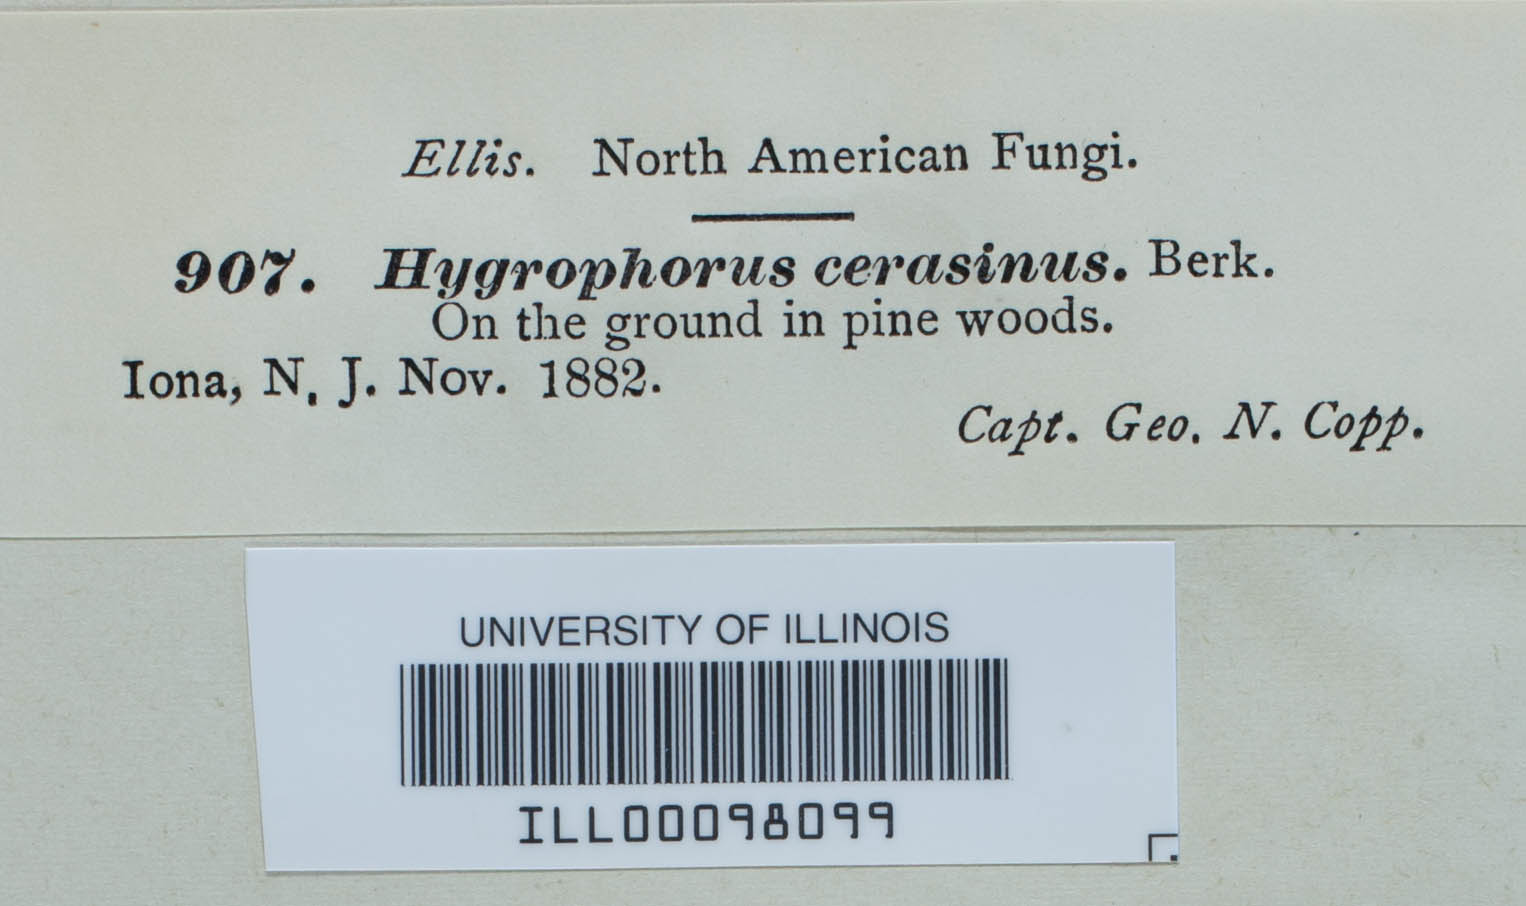 Ellis. North American Fungi.
907. Hygrophorus cerasinus. Berk.
On the ground in pine woods.
Iona, N. J. Nov. 1882.
Capt. Geo. N. Copp.
UNIVERSITY OF ILLINOIS
ILL00098099